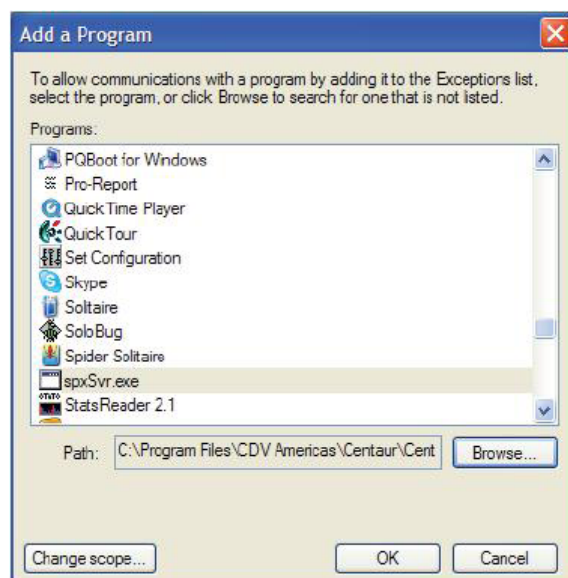 Add a Program
To allow communications with a program by adding it to the Exceptions list,
select the program, or click Browse to search for one that is not listed.
Programs:
PQBoot for Windows
Pro-Report
QuickTime Player
QuickTour
Set Configuration
Skype
Solitaire
SoloBug
Spider Solitaire
spxSvr.exe
StatsReader 2.1
Path: C:\Program Files\CDV Americas\Centaur\Cent Browse...
Change scope... OK Cancel